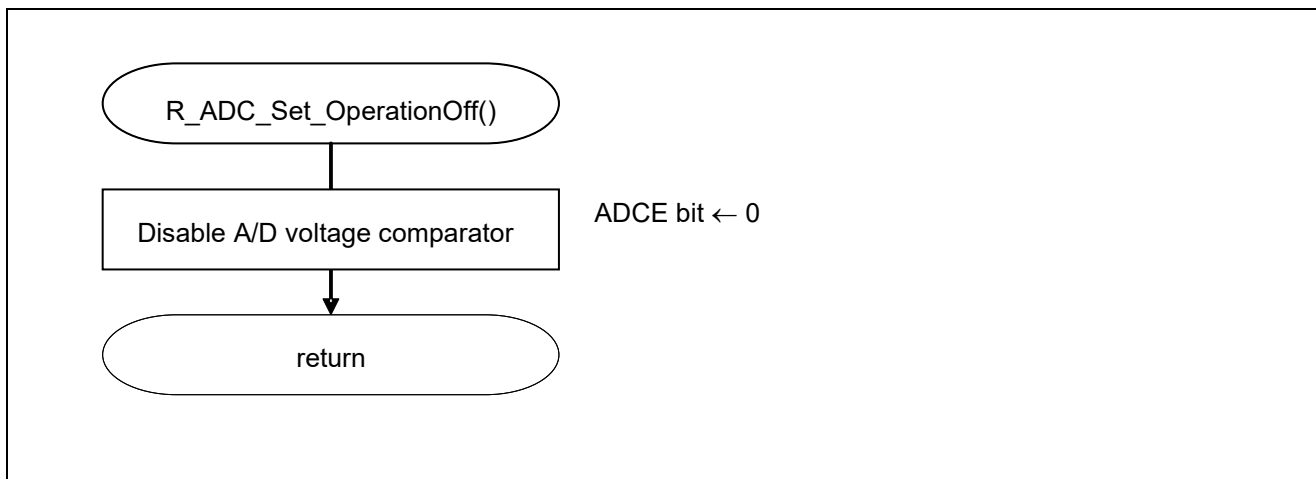 R_ADC_Set_OperationOff()
Disable A/D voltage comparator
ADCE bit ← 0
return